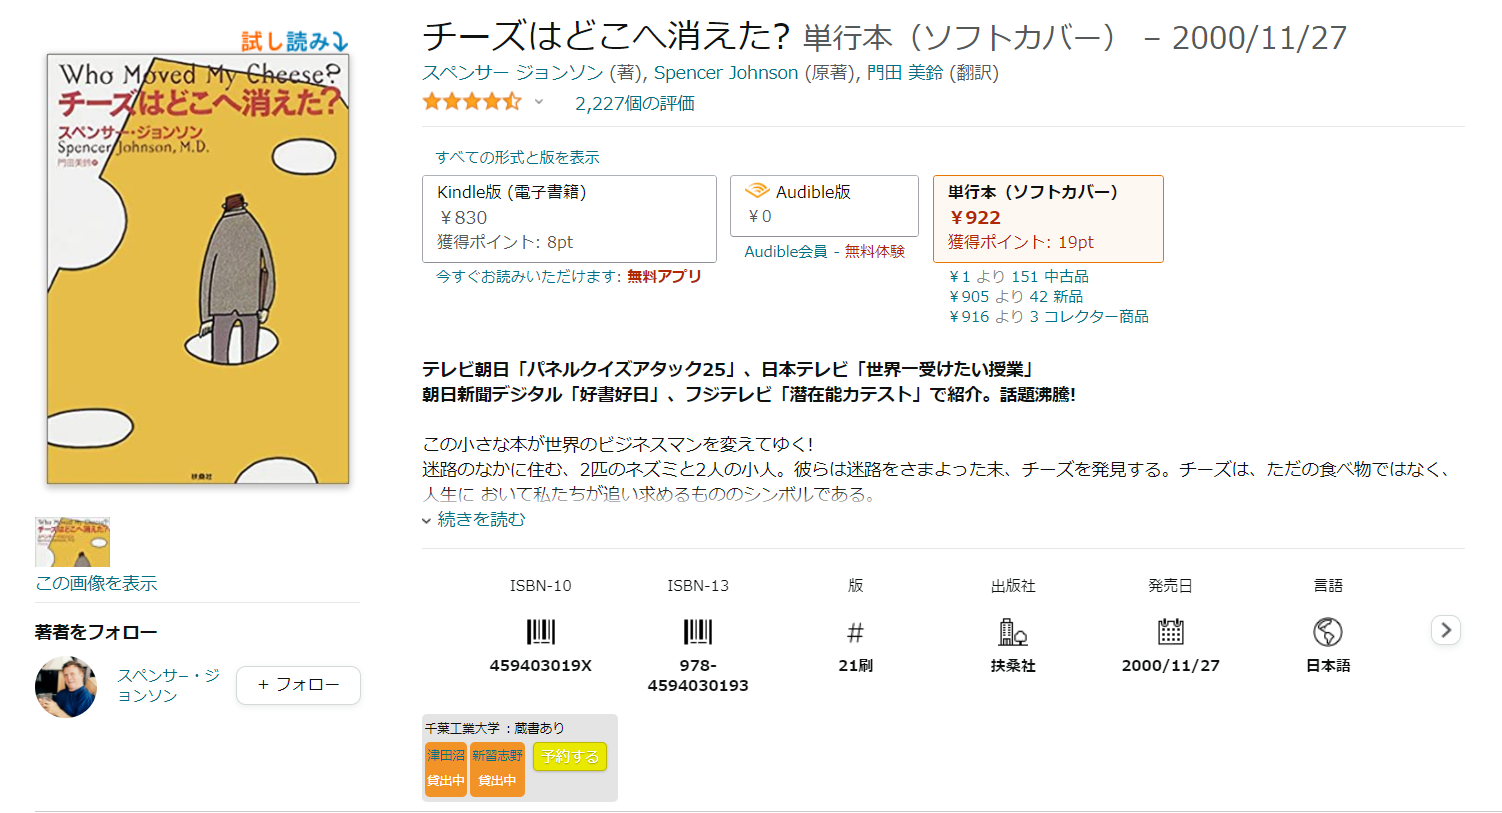 試し読み
Who Moved My Cheese?
チーズはどこへ消えた?
スペンサー・ジョンソン
Spencer Johnson, M.D.
門田美鈴 訳
扶桑社
この画像を表示
著者をフォロー
スペンサー・ジ
ョンソン
+ フォロー
チーズはどこへ消えた? 単行本(ソフトカバー) – 2000/11/27
スペンサー ジョンソン (著), Spencer Johnson (原著), 門田 美鈴 (翻訳)
2,227個の評価
すべての形式と版を表示
Kindle版 (電子書籍)
¥830
獲得ポイント: 8pt
今すぐお読みいただけます: 無料アプリ
Audible版
¥0
Audible会員 - 無料体験
単行本(ソフトカバー)
¥922
獲得ポイント: 19pt
¥1 より 151 中古品
¥905 より 42 新品
¥916 より 3 コレクター商品
テレビ朝日「パネルクイズアタック25」、日本テレビ「世界一受けたい授業」
朝日新聞デジタル「好書好日」、フジテレビ「潜在能力テスト」で紹介。話題沸騰!
この小さな本が世界のビジネスマンを変えてゆく!
迷路のなかに住む、2匹のネズミと2人の小人。彼らは迷路をさまよった末、チーズを発見する。チーズは、ただの食べ物ではなく、
人生に おいて私たちが追い求めるもののシンボルである。
続きを読む
ISBN-10
459403019X
ISBN-13
978-
4594030193
版
#
21刷
出版社
扶桑社
発売日
2000/11/27
言語
日本語
千葉工業大学 : 蔵書あり
津田沼
貸出中
新習志野
貸出中
予約する